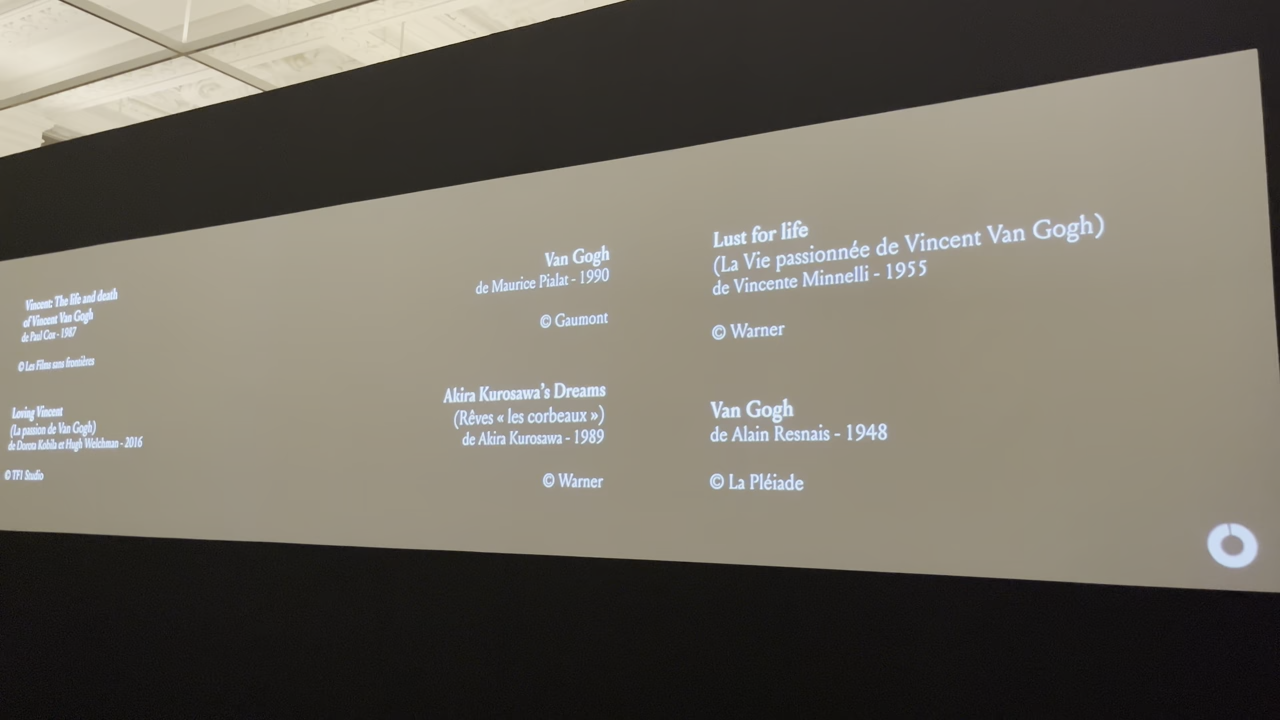 Vincent: The life and death
of Vincent Van Gogh
de Paul Cox - 1987
© Les Films sans frontières
Loving Vincent
(La passion de Van Gogh)
de Dorota Kobila et Hugh Welchman - 2016
© TF1 Studio
Van Gogh
de Maurice Pialat - 1990
© Gaumont
Akira Kurosawa's Dreams
(Rêves « les corbeaux »)
de Akira Kurosawa - 1989
© Warner
Lust for life
(La Vie passionnée de Vincent Van Gogh)
de Vincente Minnelli - 1955
© Warner
Van Gogh
de Alain Resnais - 1948
© La Pléiade